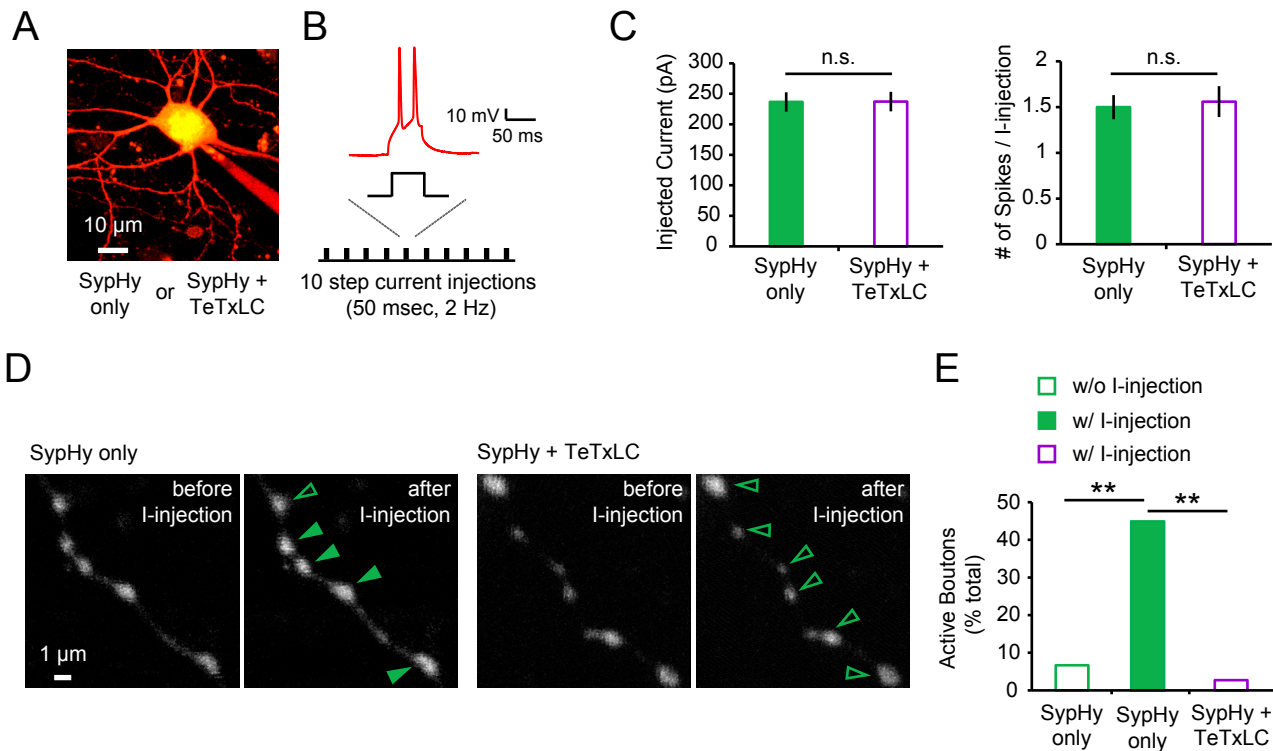 A
10 µm
SypHy only
or
SypHy + TeTxLC
B
10 mV
50 ms
10 step current injections
(50 msec, 2 Hz)
C
Injected Current (pA)
300
250
200
150
100
50
0
n.s.
SypHy only
SypHy + TeTxLC
# of Spikes / I-injection
2
1.5
1
0.5
0
n.s.
SypHy only
SypHy + TeTxLC
D
SypHy only
before
I-injection
1 µm
after
I-injection
SypHy + TeTxLC
before
I-injection
after
I-injection
E
w/o I-injection
w/ I-injection
w/ I-injection
Active Boutons
(% total)
50
40
30
20
10
0
**
**
SypHy only
SypHy only
SypHy + TeTxLC